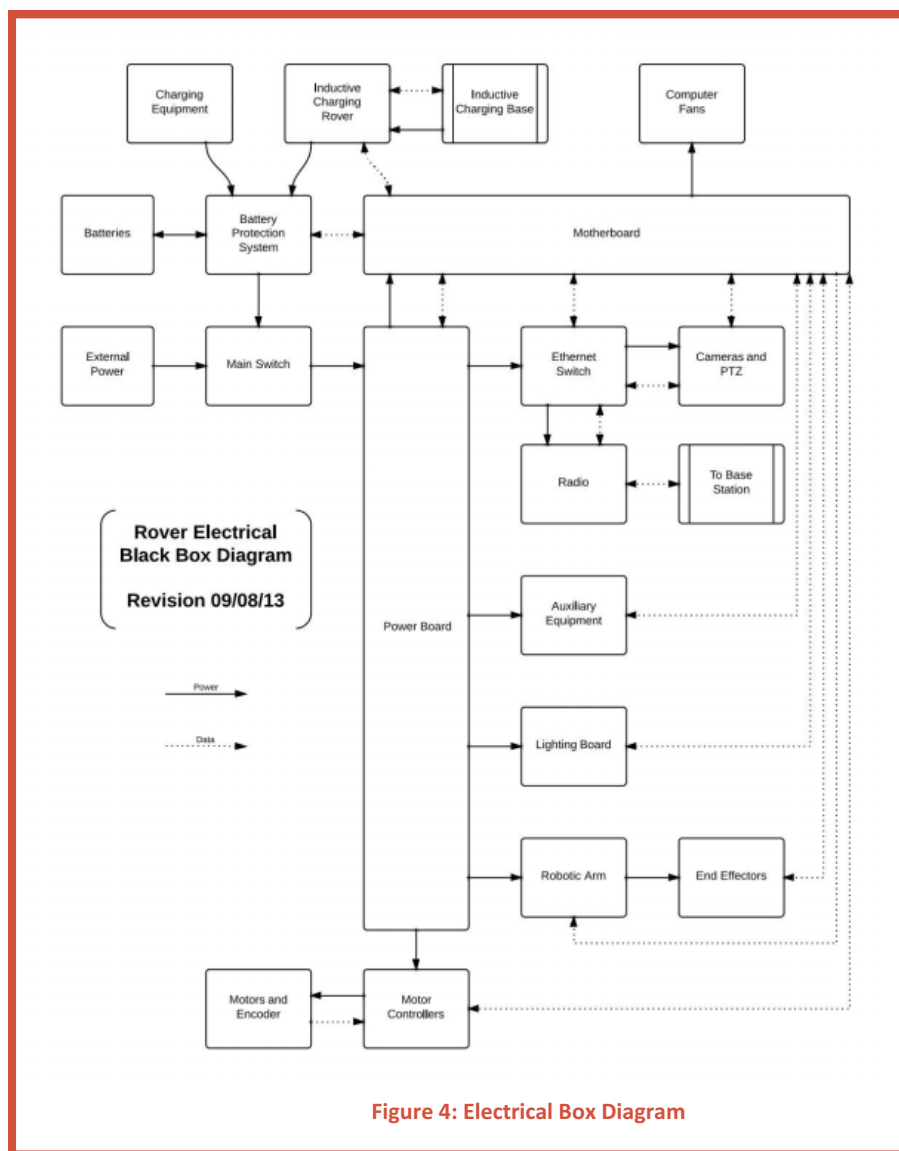 Charging
Equipment
Inductive
Charging
Rover
Inductive
Charging Base
Computer
Fans
Batteries
Battery
Protection
System
Motherboard
External
Power
Main Switch
Ethernet
Switch
Cameras and
PTZ
Radio
To Base
Station
Rover Electrical
Black Box Diagram
Revision 09/08/13
Power Board
Auxiliary
Equipment
Power
Data
Lighting Board
Robotic Arm
End Effectors
Motors and
Encoder
Motor
Controllers
Figure 4: Electrical Box Diagram